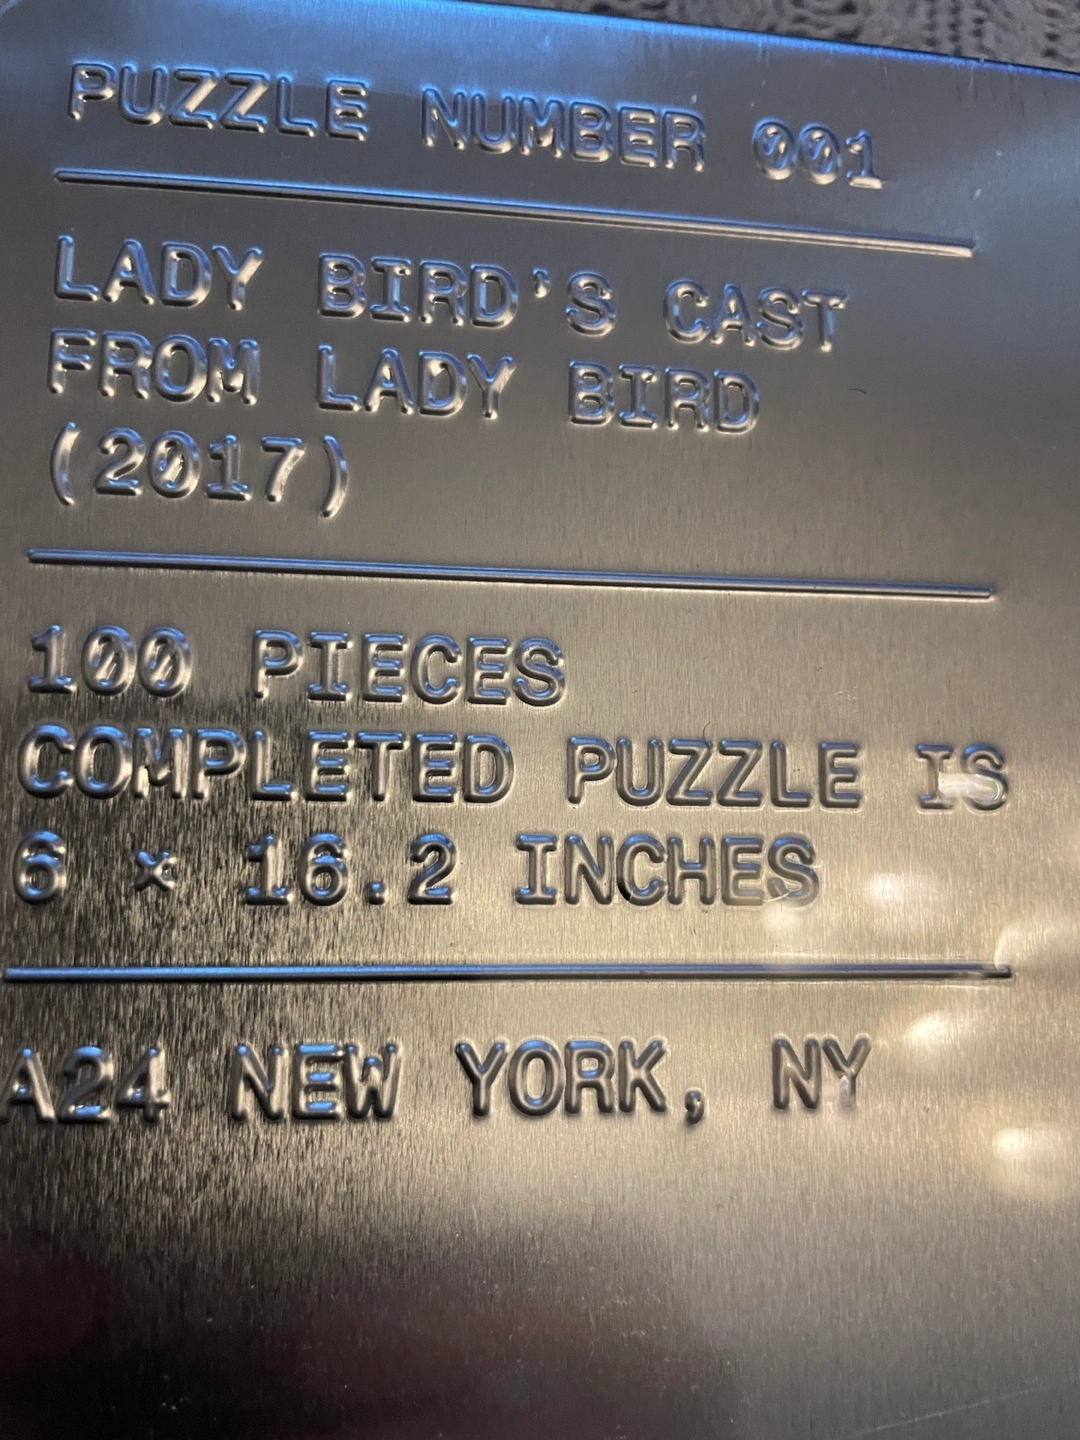 PUZZLE NUMBER 001
LADY BIRD'S CAST
FROM LADY BIRD
(2017)
100 PIECES
COMPLETED PUZZLE IS
6 × 16.2 INCHES
A24 NEW YORK, NY